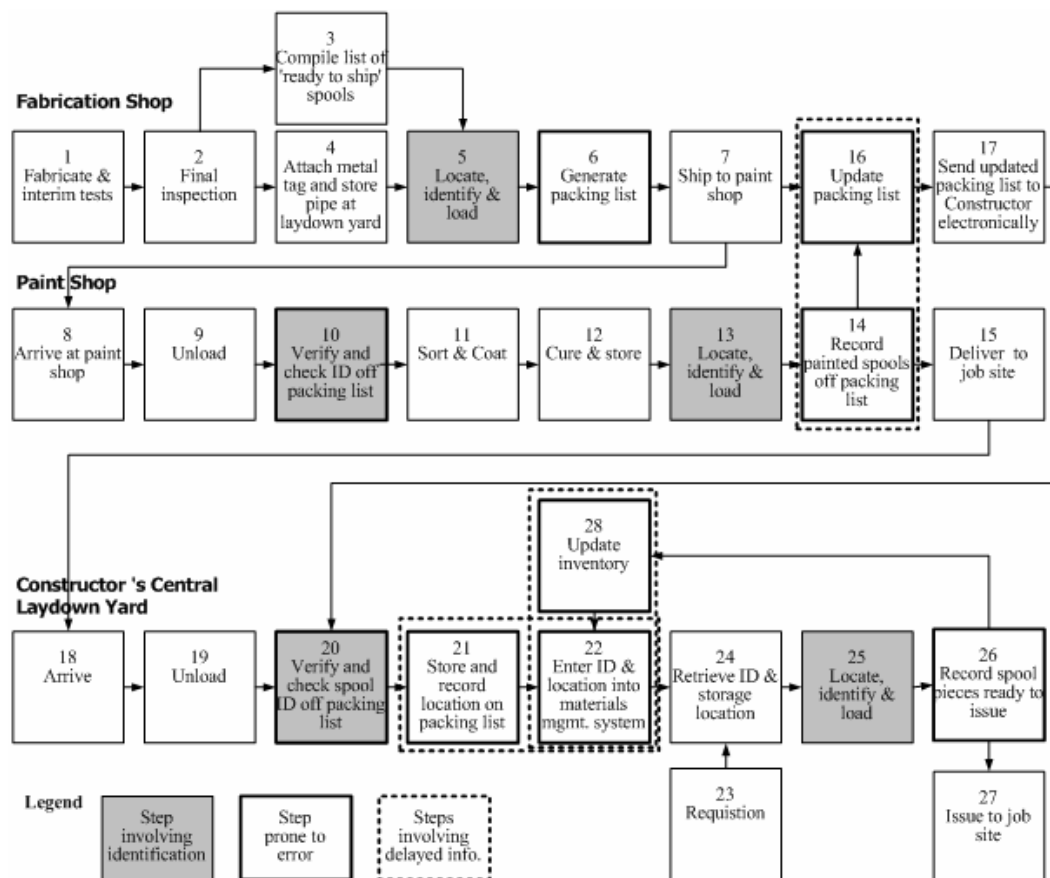 3
Compile list of
'ready to ship'
spools
Fabrication Shop
1
Fabricate &
interim tests
2
Final
inspection
4
Attach metal
tag and store
pipe at
laydown yard
5
Locate,
identify &
load
6
Generate
packing list
7
Ship to paint
shop
16
Update
packing list
17
Send updated
packing list to
Constructor
electronically
Paint Shop
8
Arrive at paint
shop
9
Unload
10
Verify and
check ID off
packing list
11
Sort & Coat
12
Cure & store
13
Locate,
identify &
load
14
Record
painted spools
off packing
list
15
Deliver to
job site
28
Update
inventory
Constructor 's Central
Laydown Yard
18
Arrive
19
Unload
20
Verify and
check spool
ID off packing
list
21
Store and
record
location on
packing list
22
Enter ID &
location into
materials
mgmt. system
24
Retrieve ID &
storage
location
25
Locate,
identify &
load
26
Record spool
pieces ready to
issue
23
Requistion
27
Issue to job
site
Legend
Step
involving
identification
Step
prone to
error
Steps
involving
delayed info.